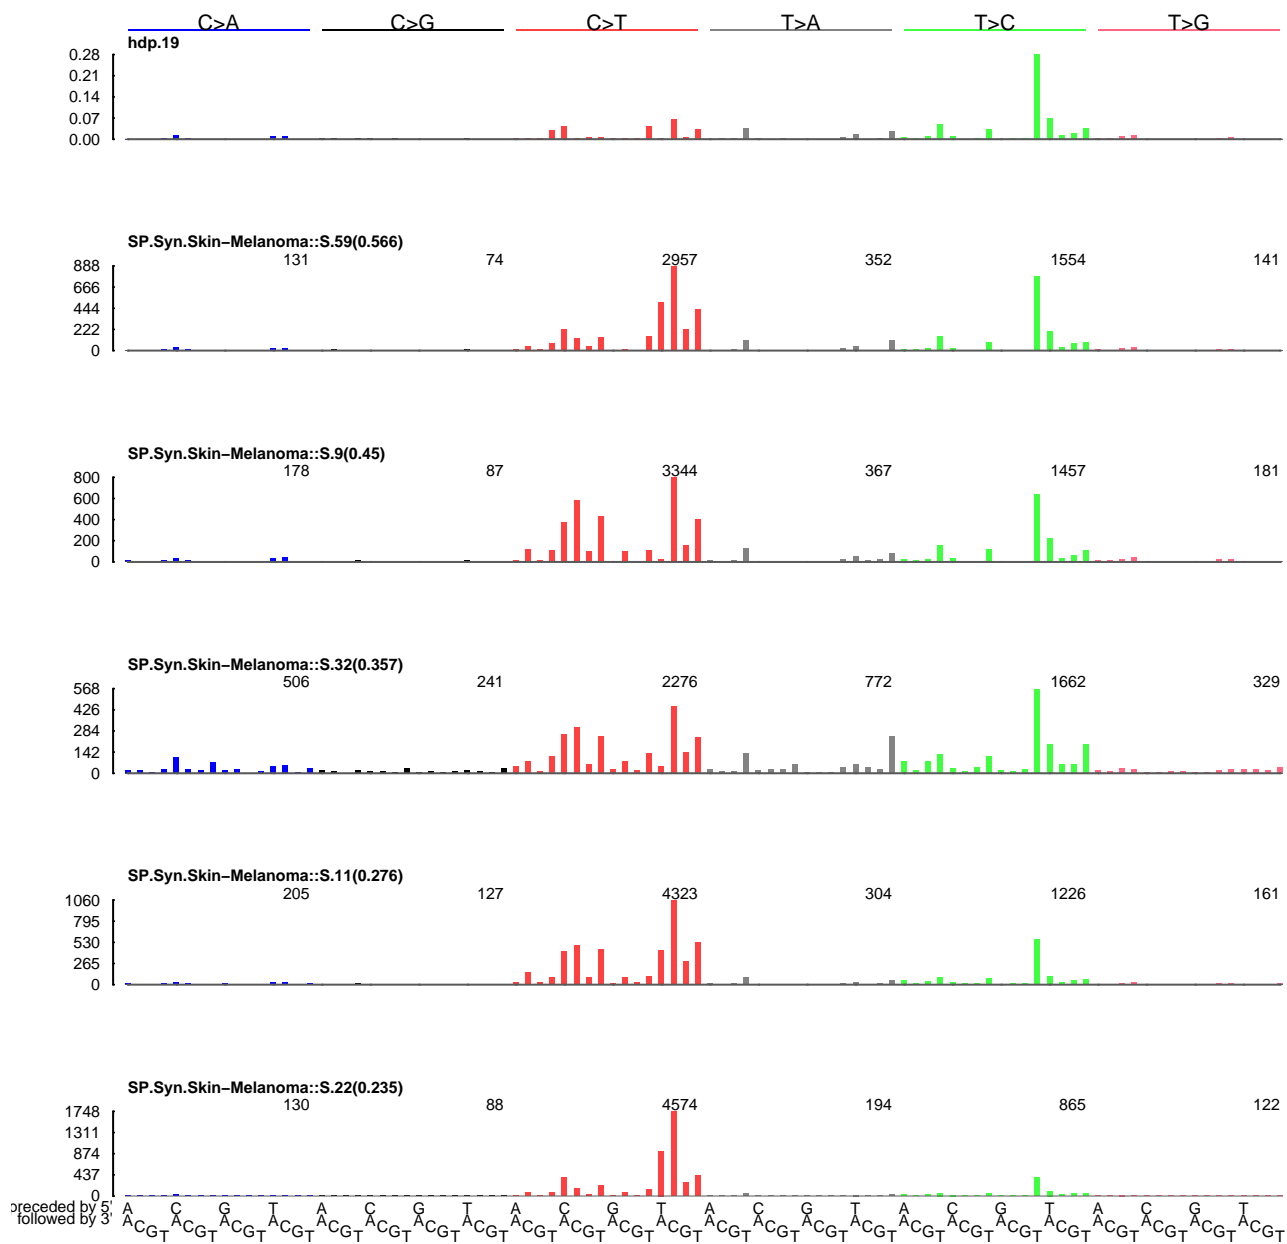 C>A C>G C>T T>A T>C T>G
hdp.19
0.28
0.21
0.14
0.07
0.00
SP.Syn.Skin−Melanoma::S.59(0.566)
131 74 2957 352 1554 141
888
666
444
222
0
SP.Syn.Skin−Melanoma::S.9(0.45)
178 87 3344 367 1457 181
800
600
400
200
0
SP.Syn.Skin−Melanoma::S.32(0.357)
506 241 2276 772 1662 329
568
426
284
142
0
SP.Syn.Skin−Melanoma::S.11(0.276)
205 127 4323 304 1226 161
1060
795
530
265
0
SP.Syn.Skin−Melanoma::S.22(0.235)
130 88 4574 194 865 122
1748
1311
874
437
0
preceded by 5' A C G T A C G T A C G T A C G T A C G T A C G T
followed by 3' A C G T A C G T A C G T A C G T A C G T A C G T A C G T A C G T A C G T A C G T A C G T A C G T A C G T A C G T A C G T A C G T A C G T A C G T A C G T A C G T A C G T A C G T A C G T A C G T